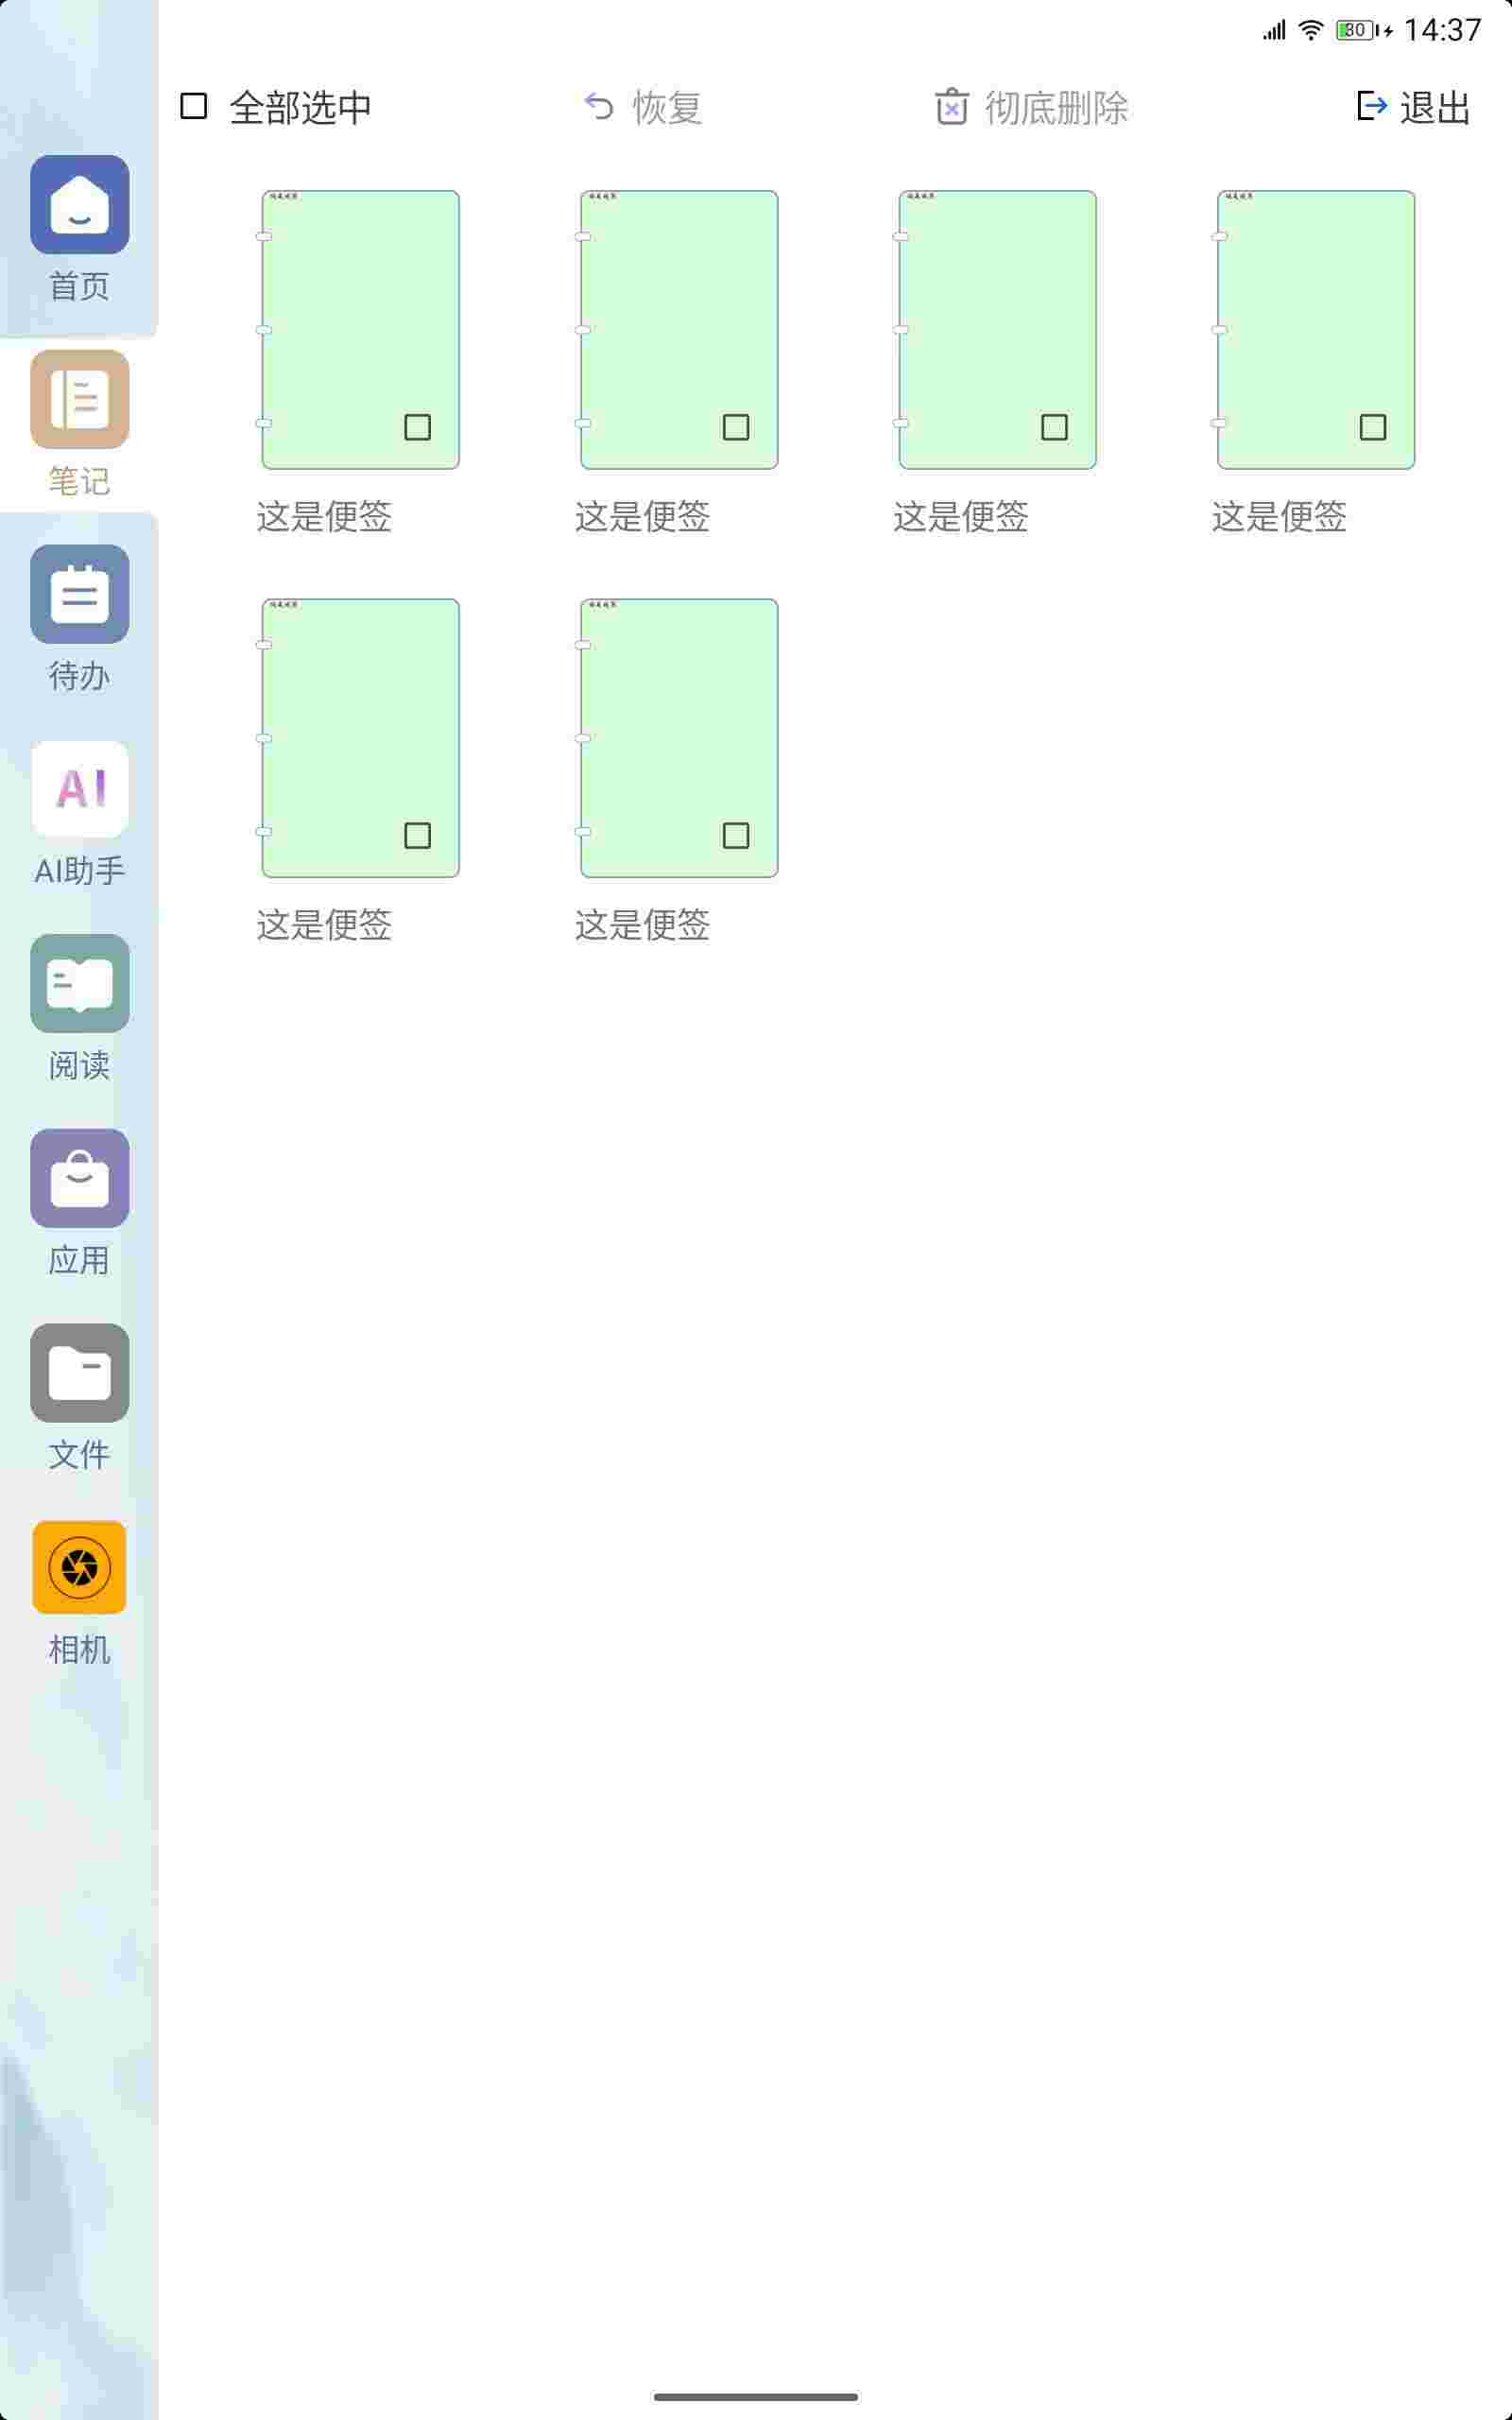 30 14:37
全部选中 恢复 彻底删除 退出
首页
笔记
待办
AI
AI助手
阅读
应用
文件
相机
这是便签 这是便签 这是便签 这是便签
这是便签 这是便签